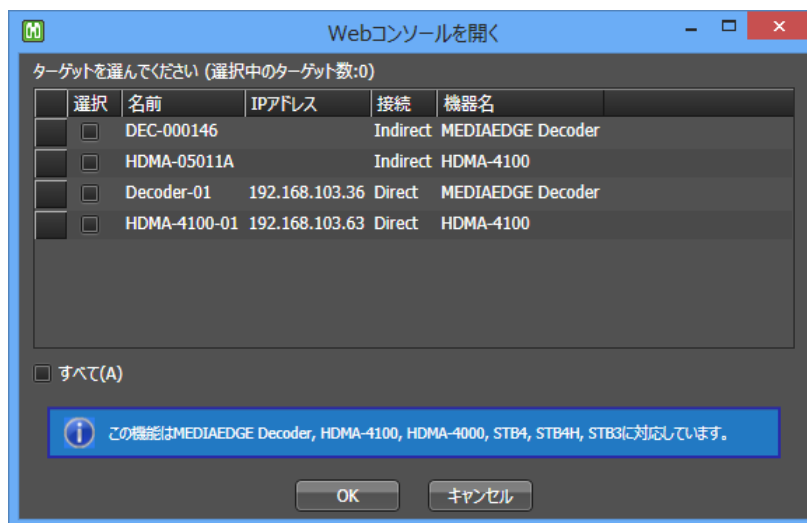 Webコンソールを開く
ターゲットを選んでください (選択中のターゲット数:0)
選択 名前 IPアドレス 接続 機器名
DEC-000146 Indirect MEDIAEDGE Decoder
HDMA-05011A Indirect HDMA-4100
Decoder-01 192.168.103.36 Direct MEDIAEDGE Decoder
HDMA-4100-01 192.168.103.63 Direct HDMA-4100
すべて(A)
この機能はMEDIAEDGE Decoder, HDMA-4100, HDMA-4000, STB4, STB4H, STB3に対応しています。
OK キャンセル